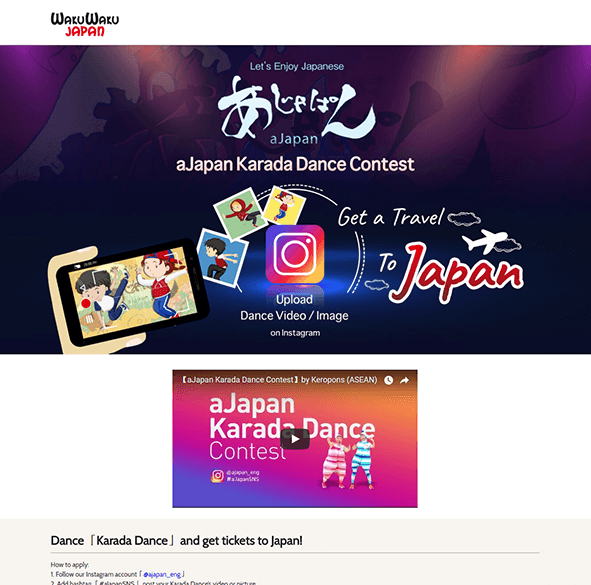 WAKUWAKU
JAPAN
Let's Enjoy Japanese
あじゃぱん
aJapan
aJapan Karada Dance Contest
Get a Travel
To Japan
Upload
Dance Video / Image
on Instagram
【aJapan Karada Dance Contest】by Keropons (ASEAN)
aJapan
Karada Dance
Contest
@ajapan_eng
#aJapanSNS
Dance「Karada Dance」and get tickets to Japan!
How to apply:
1. Follow our Instagram account「@ajapan_eng」
2. Add hashtag「#aJapanSNS」post your Karada Dance's video or picture